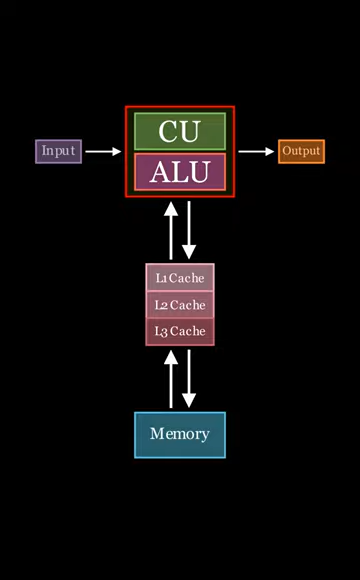 CU
Input
ALU
Output
L1 Cache
L2 Cache
L3 Cache
Memory